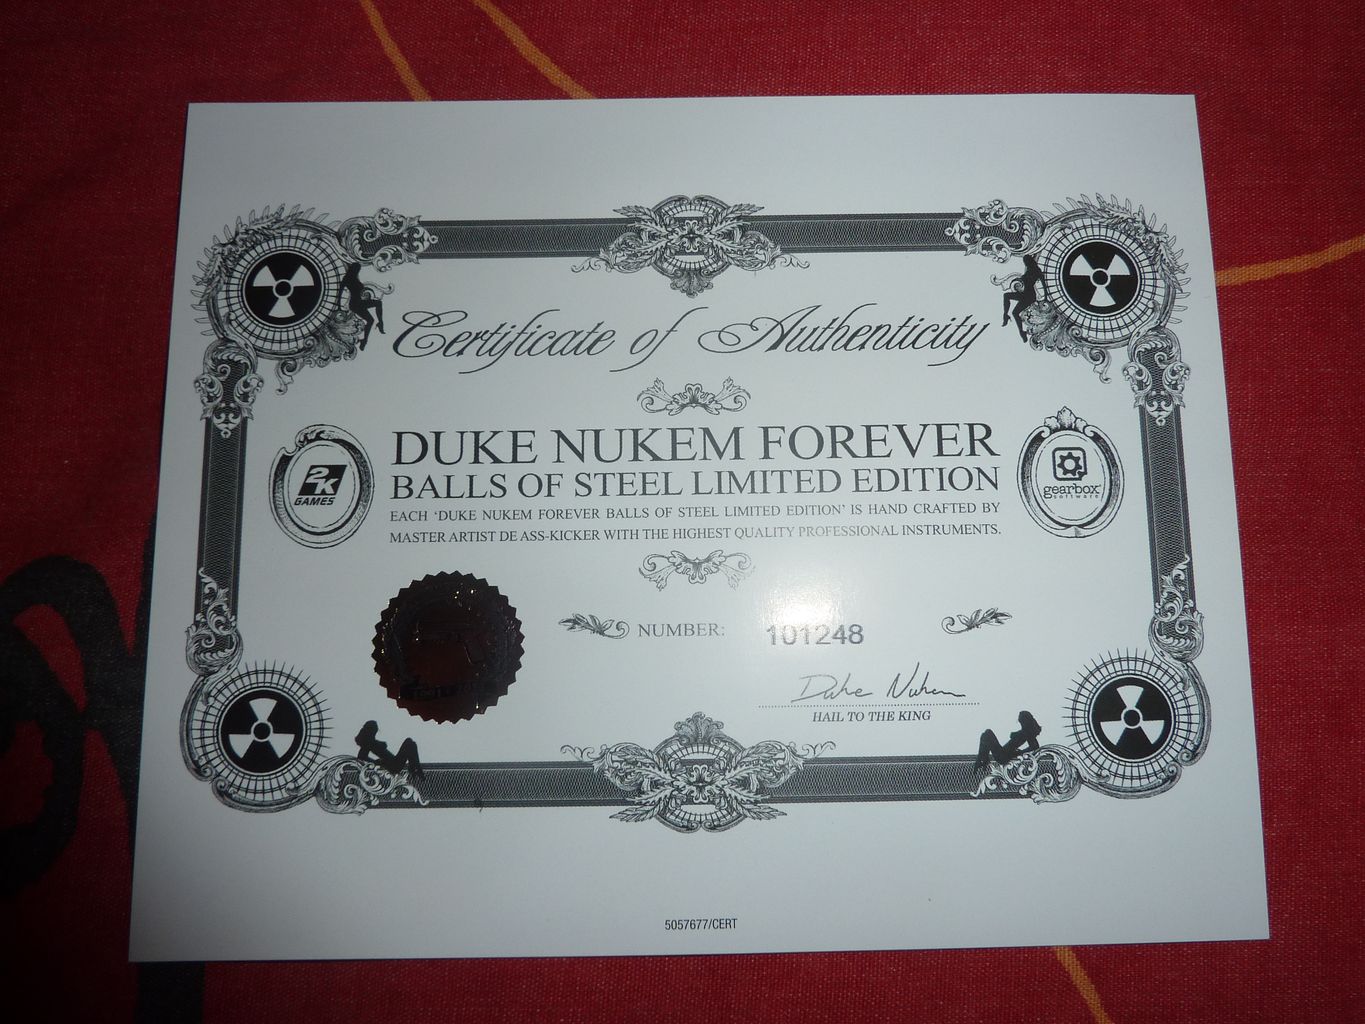 Certificate of Authenticity
DUKE NUKEM FOREVER
BALLS OF STEEL LIMITED EDITION
EACH ‘DUKE NUKEM FOREVER BALLS OF STEEL LIMITED EDITION’ IS HAND CRAFTED BY
MASTER ARTIST DE ASS-KICKER WITH THE HIGHEST QUALITY PROFESSIONAL INSTRUMENTS.
2K
GAMES
gearbox
software
NUMBER: 101248
Duke Nukem
HAIL TO THE KING
5057677/CERT